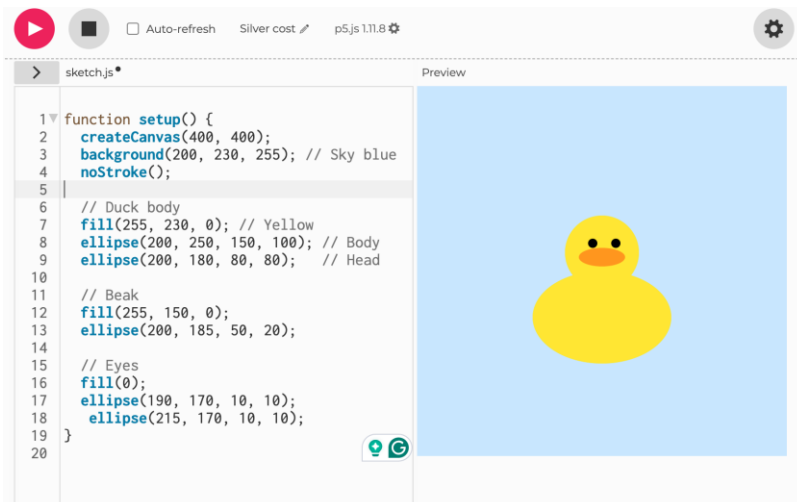 Auto-refresh Silver cost p5.js 1.11.8
sketch.js Preview
1 function setup() {
2 createCanvas(400, 400);
3 background(200, 230, 255); // Sky blue
4 noStroke();
5
6 // Duck body
7 fill(255, 230, 0); // Yellow
8 ellipse(200, 250, 150, 100); // Body
9 ellipse(200, 180, 80, 80); // Head
10
11 // Beak
12 fill(255, 150, 0);
13 ellipse(200, 185, 50, 20);
14
15 // Eyes
16 fill(0);
17 ellipse(190, 170, 10, 10);
18 ellipse(215, 170, 10, 10);
19 }
20